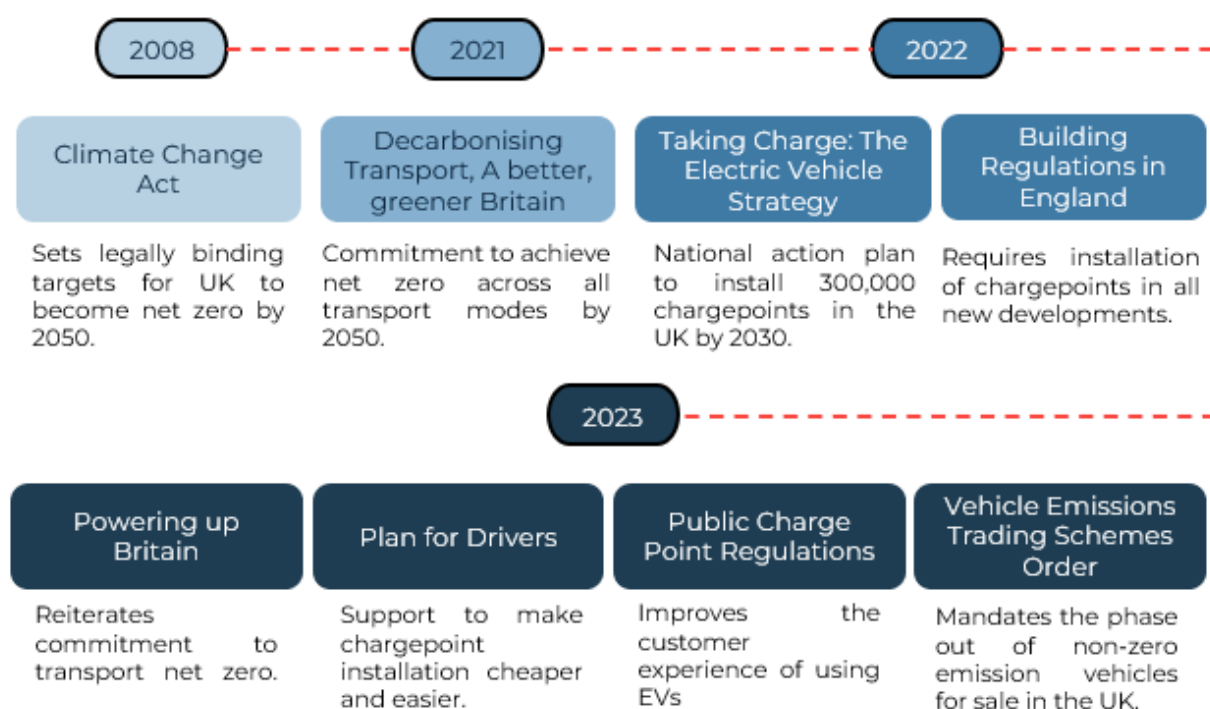 2008
2021
2022
Climate Change
Act
Decarbonising
Transport, A better,
greener Britain
Taking Charge: The
Electric Vehicle
Strategy
Building
Regulations in
England
Sets legally binding
targets for UK to
become net zero by
2050.
Commitment to achieve
net zero across all
transport modes by
2050.
National action plan
to install 300,000
chargepoints in the
UK by 2030.
Requires installation
of chargepoints in all
new developments.
2023
Powering up
Britain
Plan for Drivers
Public Charge
Point Regulations
Vehicle Emissions
Trading Schemes
Order
Reiterates
commitment to
transport net zero.
Support to make
chargepoint
installation cheaper
and easier.
Improves the
customer
experience of using
EVs
Mandates the phase
out of non-zero
emission vehicles
for sale in the UK.